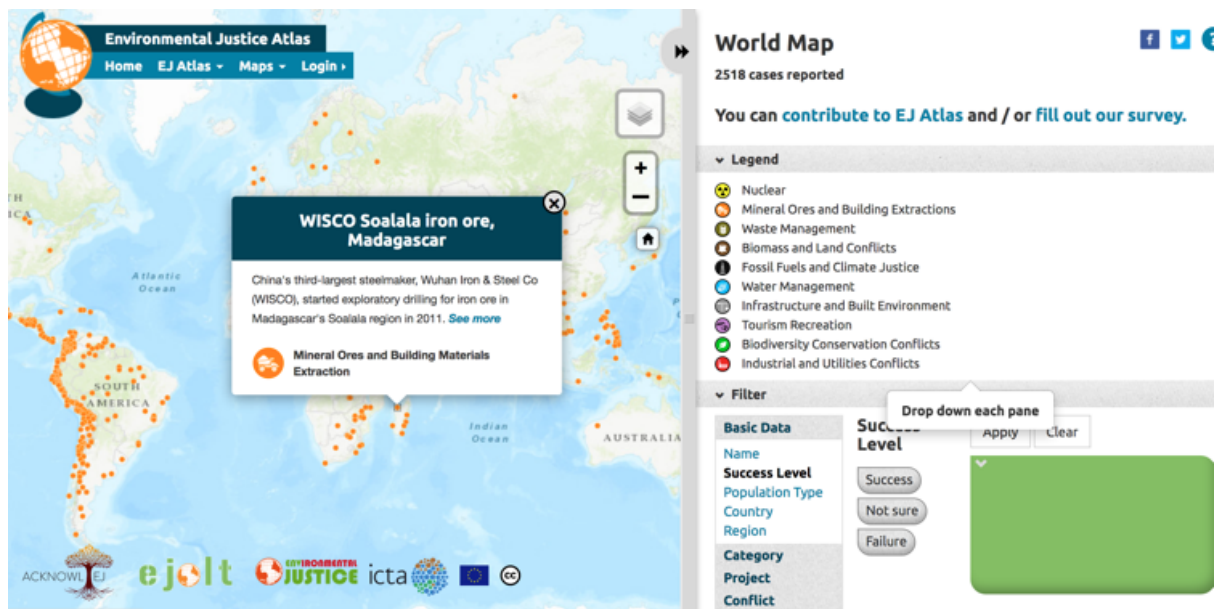 Environmental Justice Atlas
Home EJ Atlas Maps Login
TH
ICA
Atlantic
Ocean
SOUTH
AMERICA
Indian
Ocean
AUSTRALIA
P
WISCO Soalala iron ore,
Madagascar
China's third-largest steelmaker, Wuhan Iron & Steel Co
(WISCO), started exploratory drilling for iron ore in
Madagascar's Soalala region in 2011. See more
Mineral Ores and Building Materials
Extraction
+
−
ACKNOWL EJ
ejolt
ENVIRONMENTAL
JUSTICE
icta
cc
World Map
f
?
2518 cases reported
You can contribute to EJ Atlas and / or fill out our survey.
Legend
Nuclear
Mineral Ores and Building Extractions
Waste Management
Biomass and Land Conflicts
Fossil Fuels and Climate Justice
Water Management
Infrastructure and Built Environment
Tourism Recreation
Biodiversity Conservation Conflicts
Industrial and Utilities Conflicts
Filter
Drop down each pane
Basic Data
Name
Success Level
Population Type
Country
Region
Category
Project
Conflict
Success
Level
Success
Not sure
Failure
Apply Clear